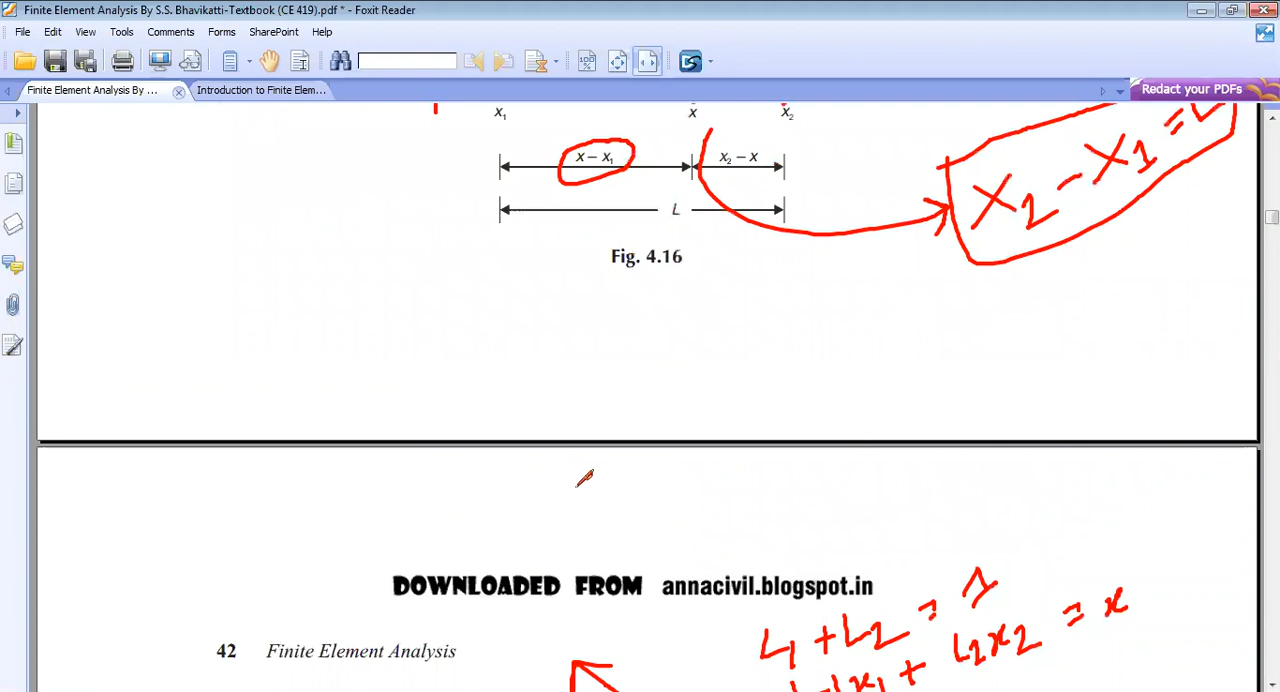 Finite Element Analysis By S.S. Bhavikatti-Textbook (CE 419).pdf * - Foxit Reader
File Edit View Tools Comments Forms SharePoint Help
Finite Element Analysis By ... Introduction to Finite Elem... Redact your PDFs
x₁ x x₂
x – x₁ x₂ – x
x₂ - x₁ =
L
Fig. 4.16
DOWNLOADED FROM annacivil.blogspot.in
L₁ + L₂ = 1
42 Finite Element Analysis
x₁ + L₂x₂ = x